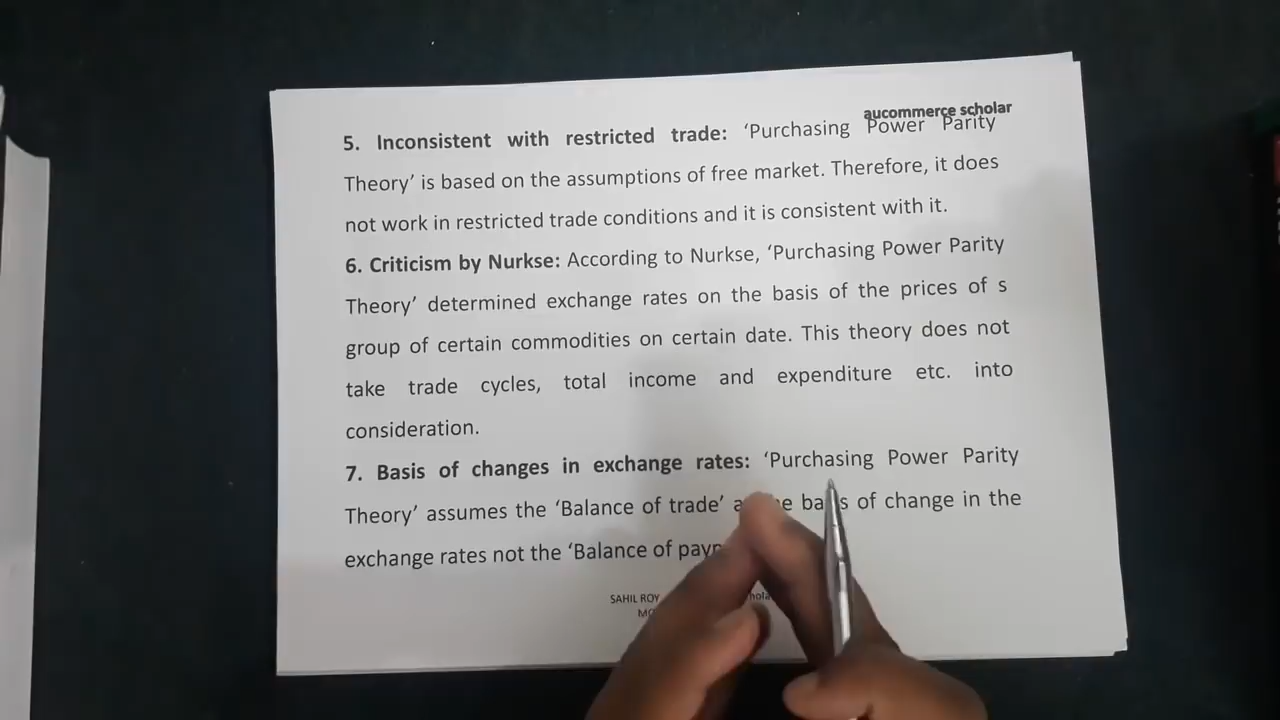 aucommerce scholar
5. Inconsistent with restricted trade: ‘Purchasing Power Parity
Theory’ is based on the assumptions of free market. Therefore, it does
not work in restricted trade conditions and it is consistent with it.
6. Criticism by Nurkse: According to Nurkse, ‘Purchasing Power Parity
Theory’ determined exchange rates on the basis of the prices of s
group of certain commodities on certain date. This theory does not
take trade cycles, total income and expenditure etc. into
consideration.
7. Basis of changes in exchange rates: ‘Purchasing Power Parity
Theory’ assumes the ‘Balance of trade’ of change in the
exchange rates not the ‘Balance of
SAHIL ROY